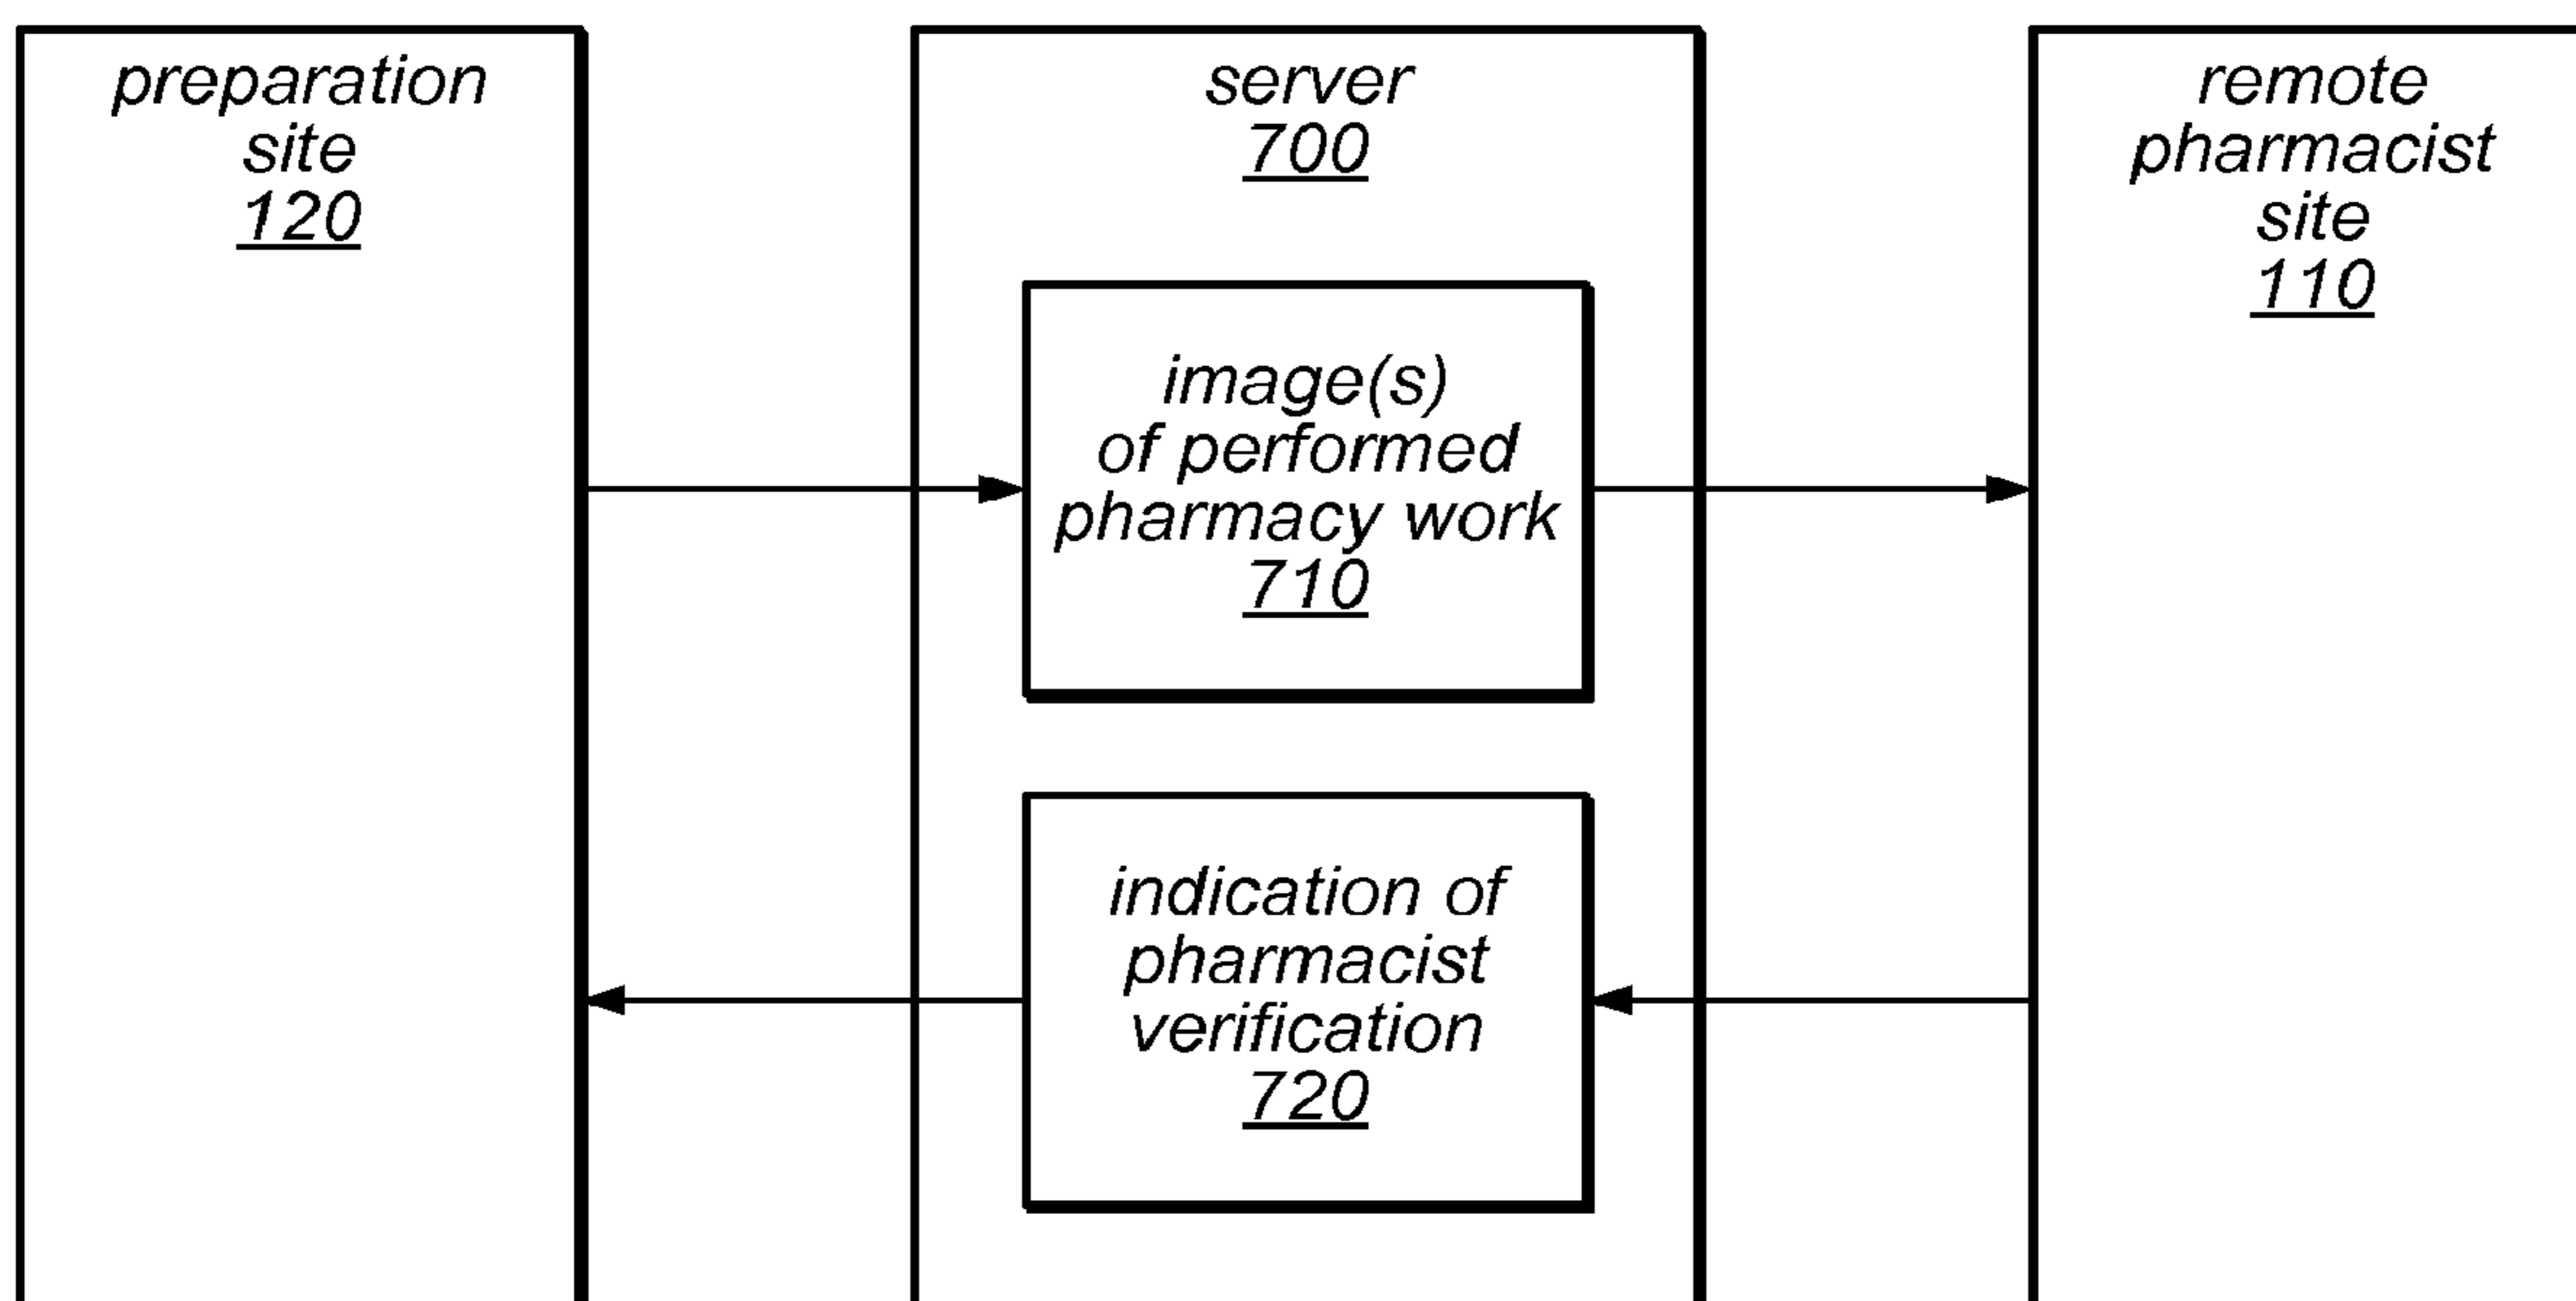 preparation
site
120
server
700
remote
pharmacist
site
110
image(s)
of performed
pharmacy work
710
indication of
pharmacist
verification
720